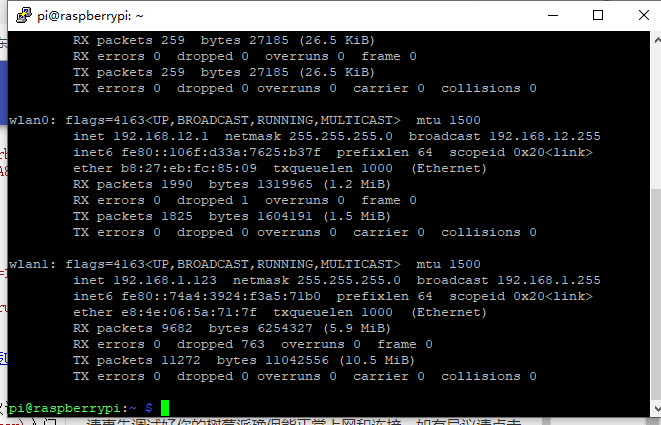 pi@raspberrypi: ~
RX packets 259  bytes 27185 (26.5 KiB)
RX errors 0  dropped 0  overruns 0  frame 0
TX packets 259  bytes 27185 (26.5 KiB)
TX errors 0  dropped 0 overruns 0  carrier 0  collisions 0
wlan0: flags=4163<UP,BROADCAST,RUNNING,MULTICAST>  mtu 1500
inet 192.168.12.1  netmask 255.255.255.0  broadcast 192.168.12.255
inet6 fe80::106f:d33a:7625:b37f  prefixlen 64  scopeid 0x20<link>
ether b8:27:eb:fc:85:09  txqueuelen 1000  (Ethernet)
RX packets 1990  bytes 1319965 (1.2 MiB)
RX errors 0  dropped 1  overruns 0  frame 0
TX packets 1825  bytes 1604191 (1.5 MiB)
TX errors 0  dropped 0 overruns 0  carrier 0  collisions 0
wlan1: flags=4163<UP,BROADCAST,RUNNING,MULTICAST>  mtu 1500
inet 192.168.1.123  netmask 255.255.255.0  broadcast 192.168.1.255
inet6 fe80::74a4:3924:f3a5:71b0  prefixlen 64  scopeid 0x20<link>
ether e8:4e:06:5a:71:7f  txqueuelen 1000  (Ethernet)
RX packets 9682  bytes 6254327 (5.9 MiB)
RX errors 0  dropped 763  overruns 0  frame 0
TX packets 11272  bytes 11042556 (10.5 MiB)
TX errors 0  dropped 0 overruns 0  carrier 0  collisions 0
pi@raspberrypi:~ $